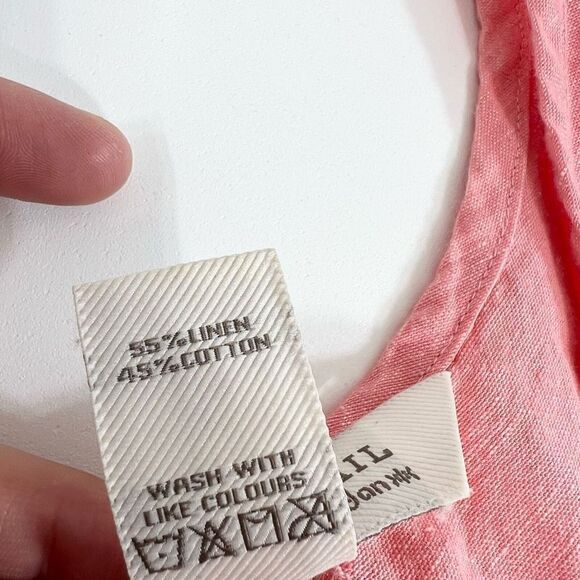 55% LINEN
45% COTTON
WASH WITH
LIKE COLOURS